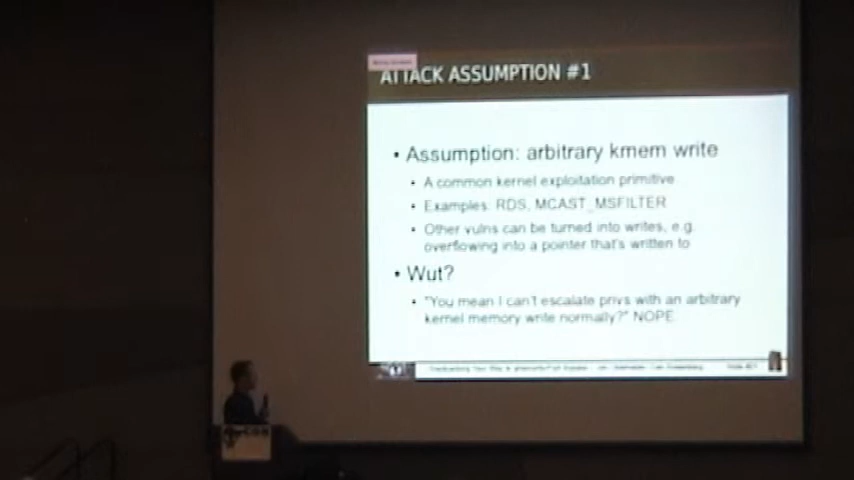 ATTACK ASSUMPTION #1
• Assumption: arbitrary kmem write
• A common kernel exploitation primitive
• Examples: RDS, MCAST_MSFILTER
• Other vulns can be turned into writes, e.g.
overflowing into a pointer that's written to
• Wut?
• "You mean I can't escalate privs with an arbitrary
kernel memory write normally?" NOPE.